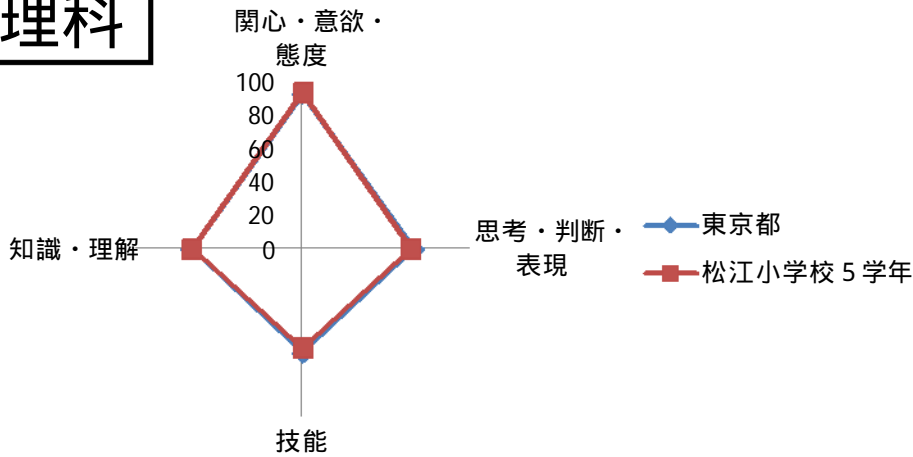 理科
関心・意欲・
態度
100
80
60
40
20
0
知識・理解
思考・判断・
表現
技能
東京都
松江小学校５学年